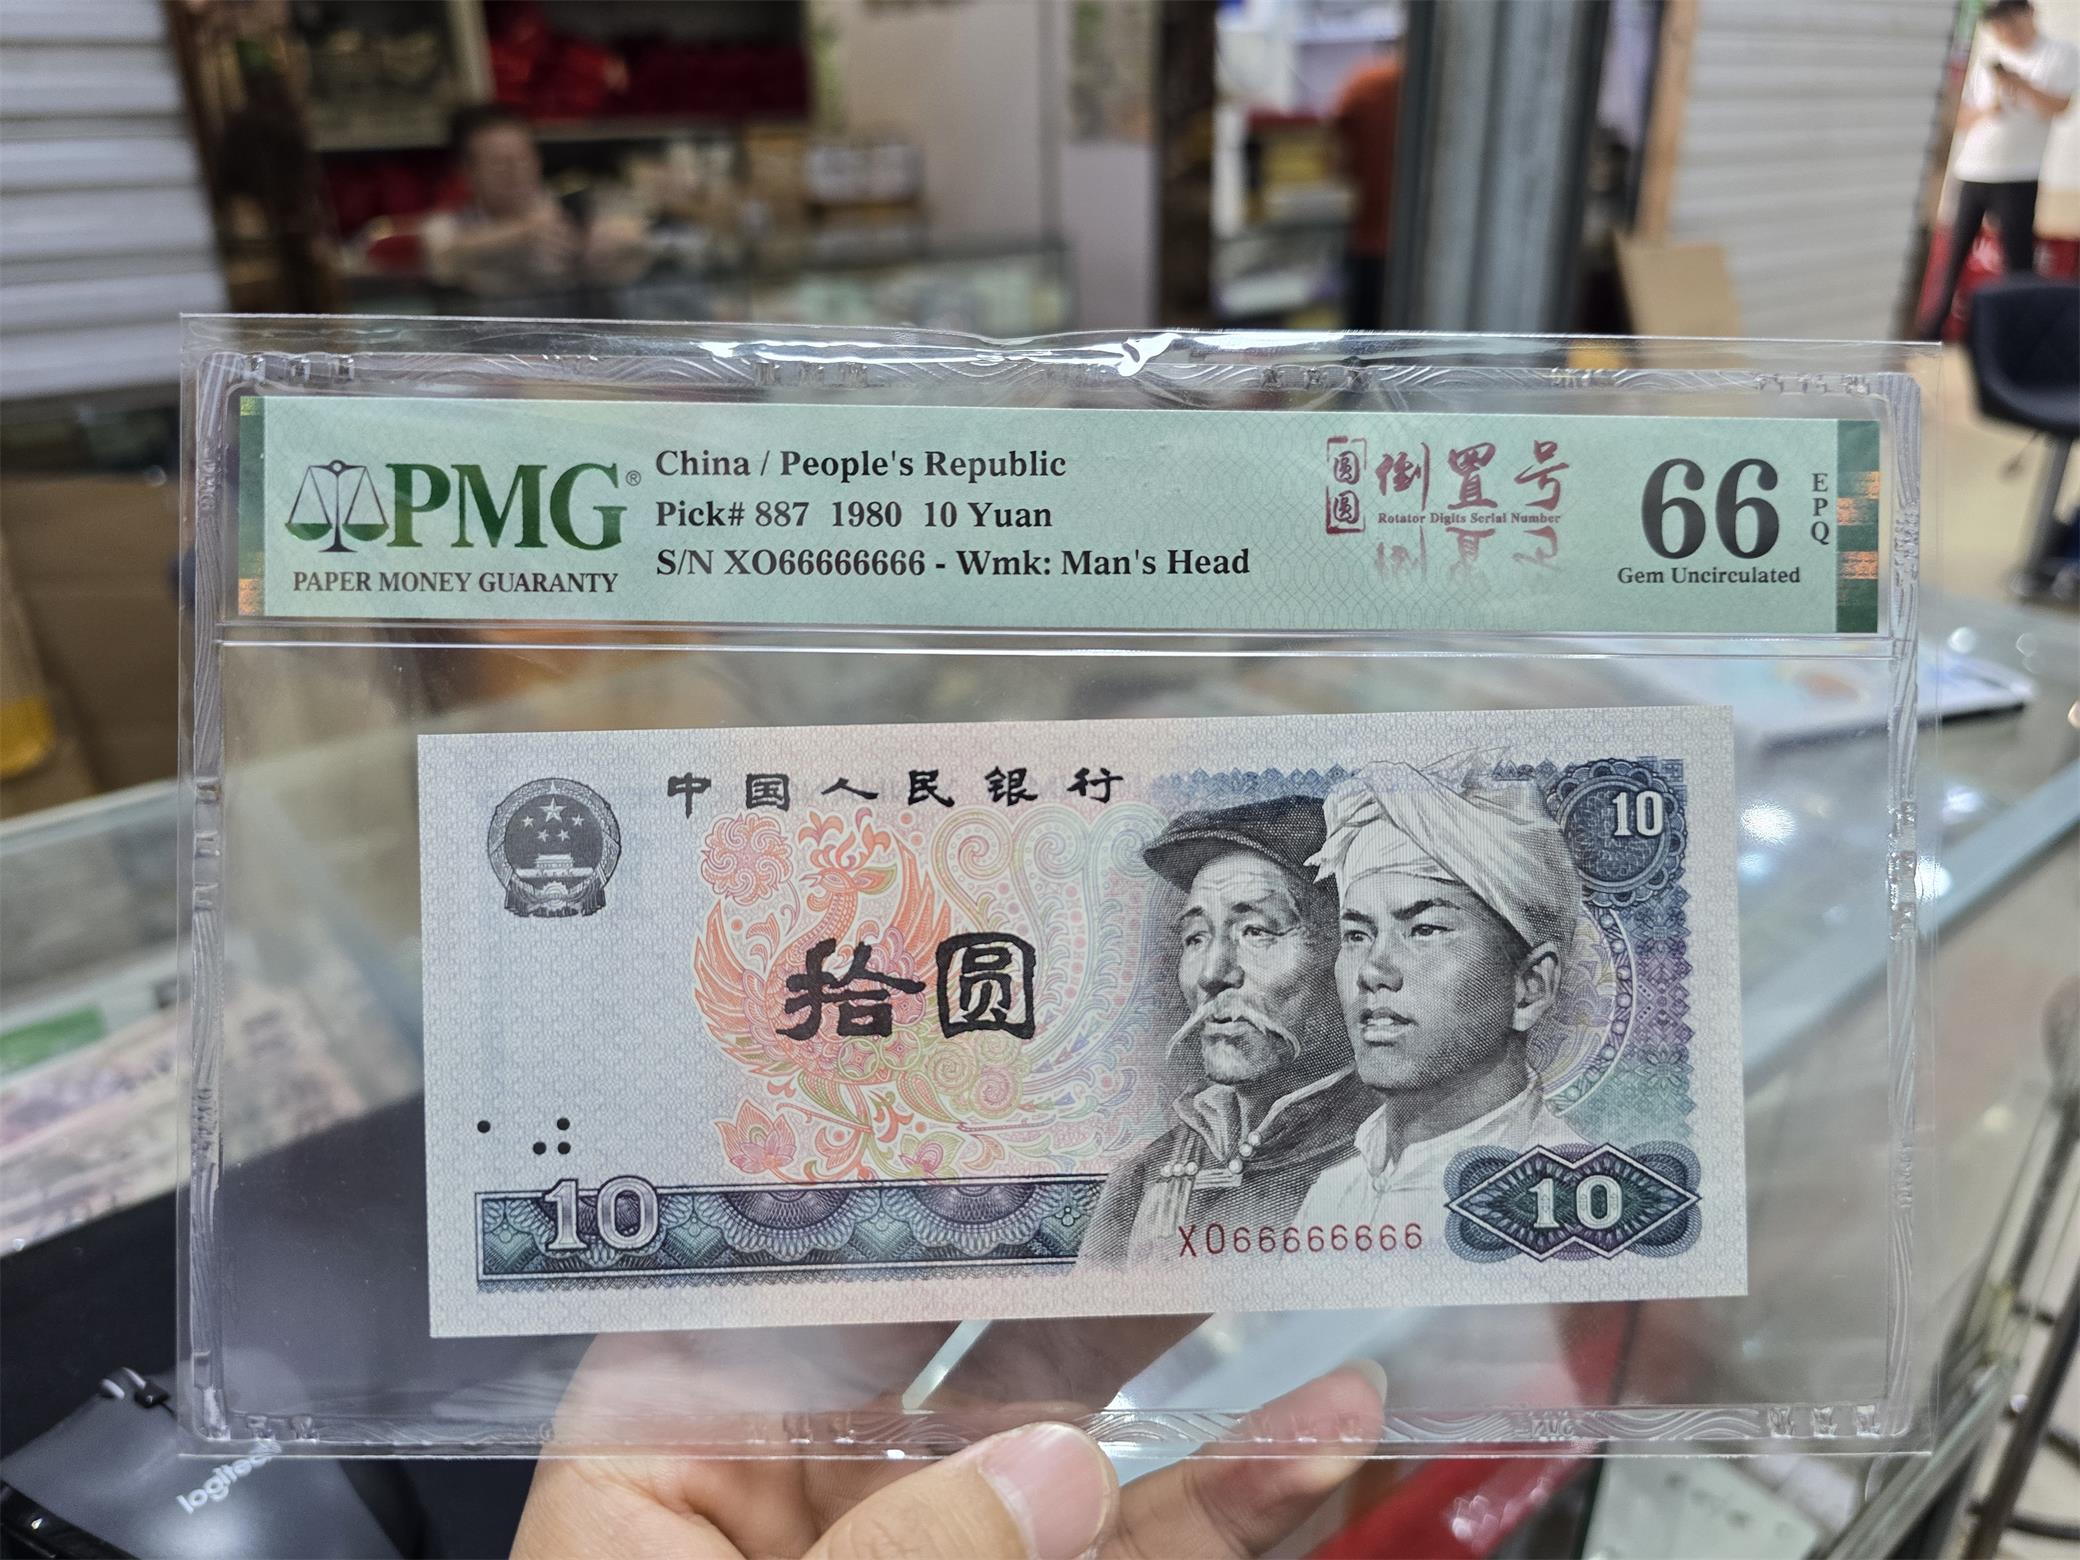 PMG®
PAPER MONEY GUARANTY
China / People's Republic
Pick# 887 1980 10 Yuan
S/N XO66666666 - Wmk: Man's Head
圆圆
倒置号
Rotator Digits Serial Number
66
EPQ
Gem Uncirculated
中国人民银行
10
拾圆
10
XO66666666
10
logitech